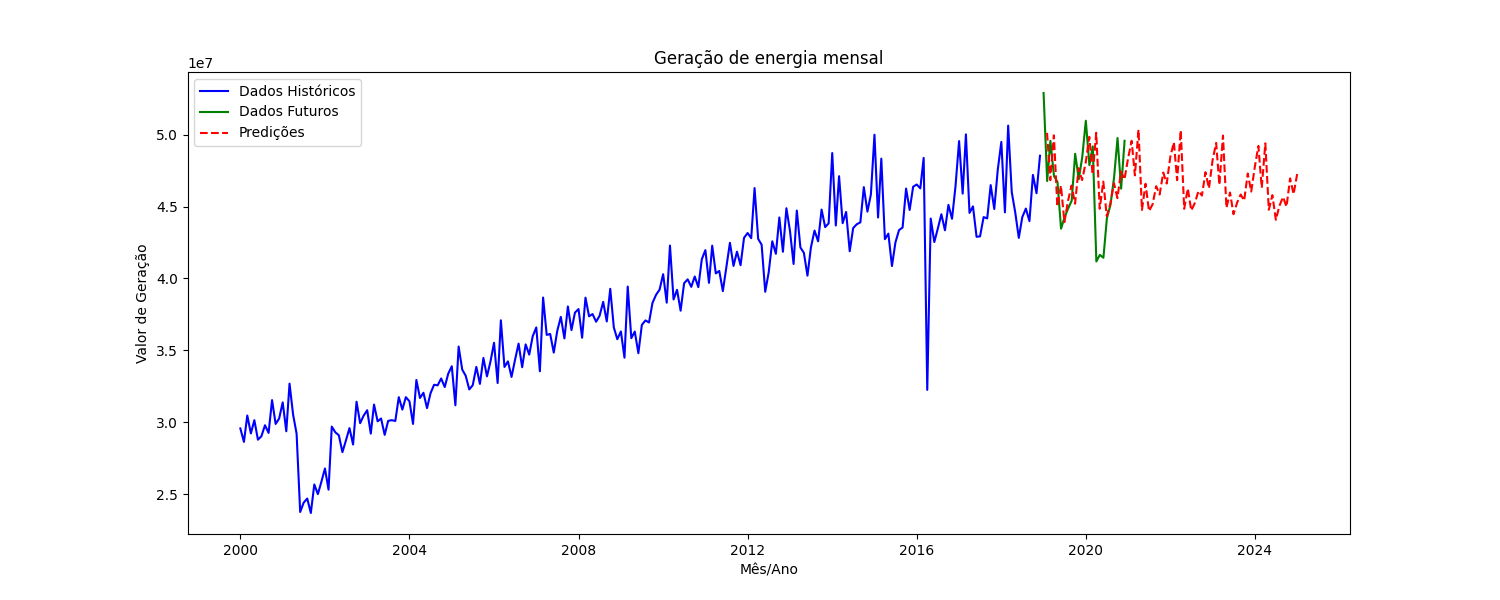 Geração de energia mensal
1e7
Dados Históricos
Dados Futuros
Predições
5.0
4.5
4.0
3.5
3.0
2.5
Valor de Geração
2000 2004 2008 2012 2016 2020 2024
Mês/Ano